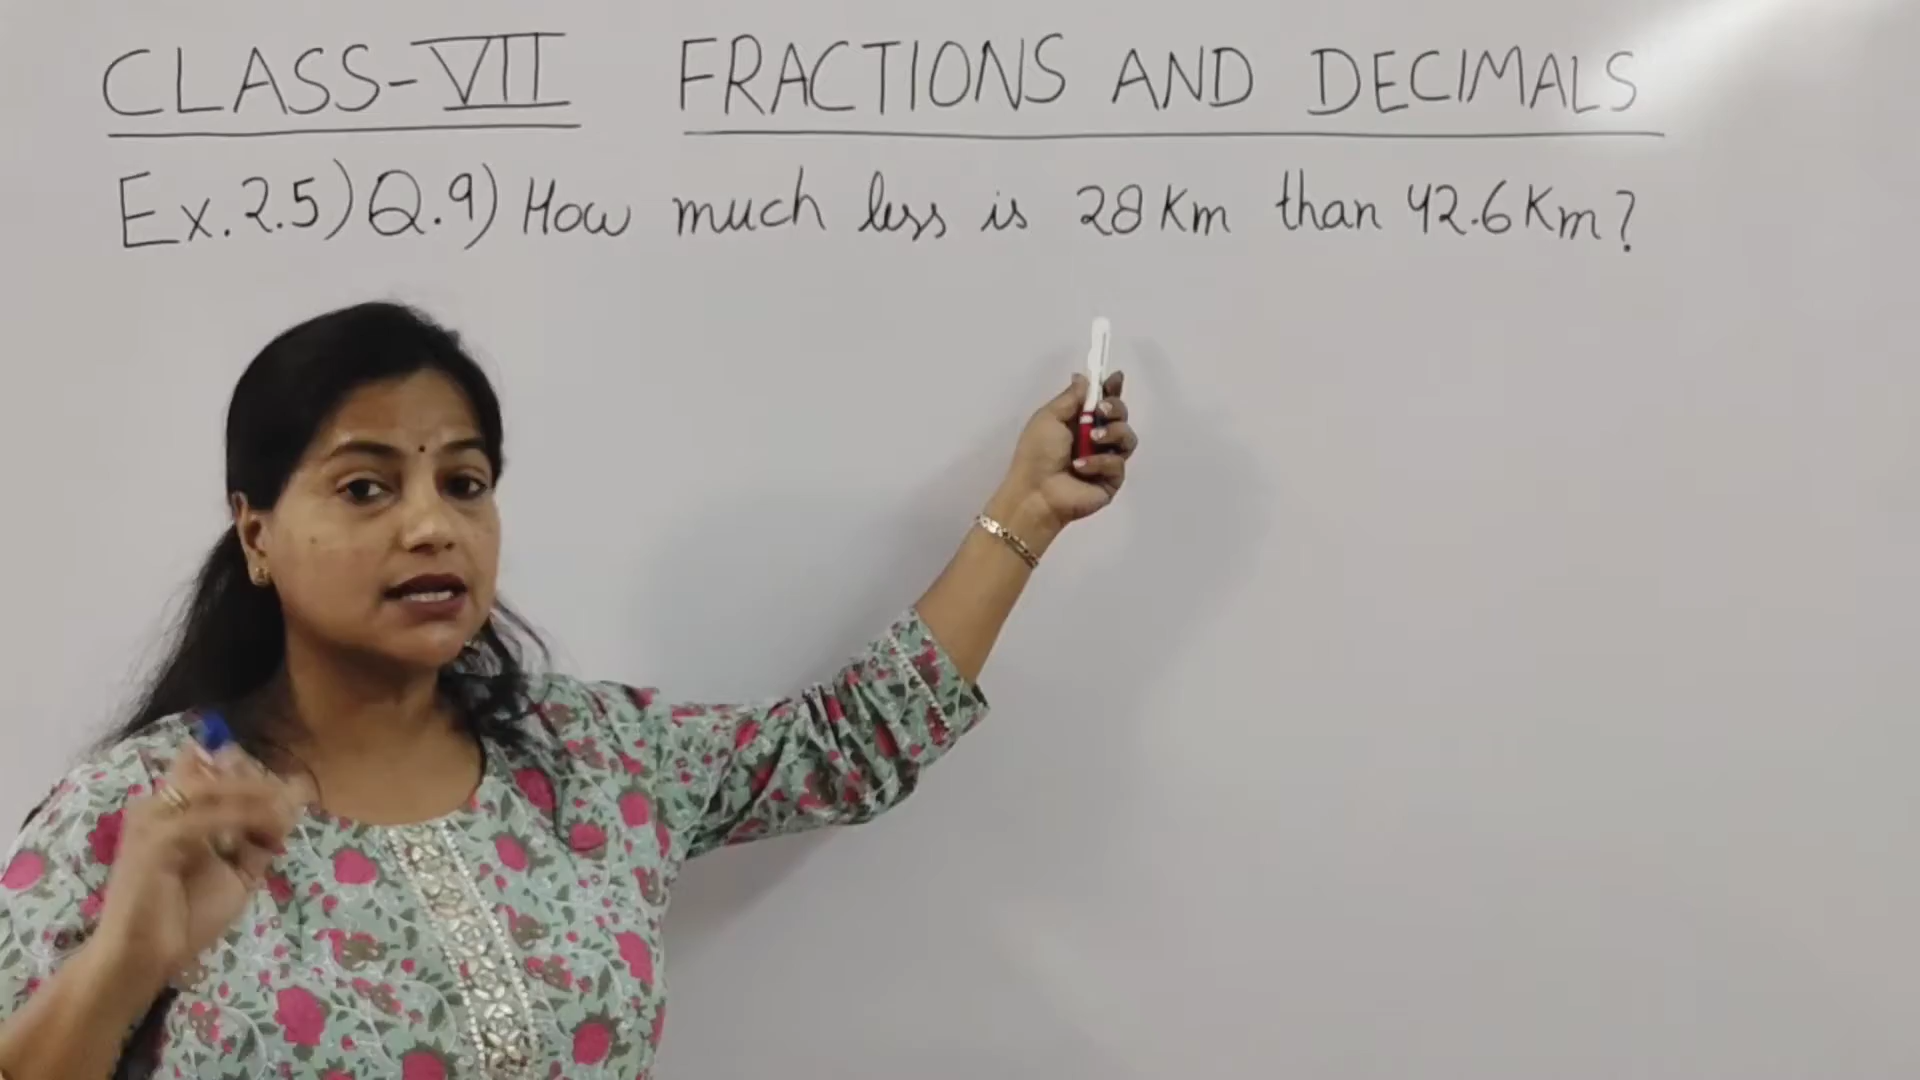 CLASS-VII FRACTIONS AND DECIMALS
Ex.2.5)Q.9) How much less is 28 Km than 42.6 Km?